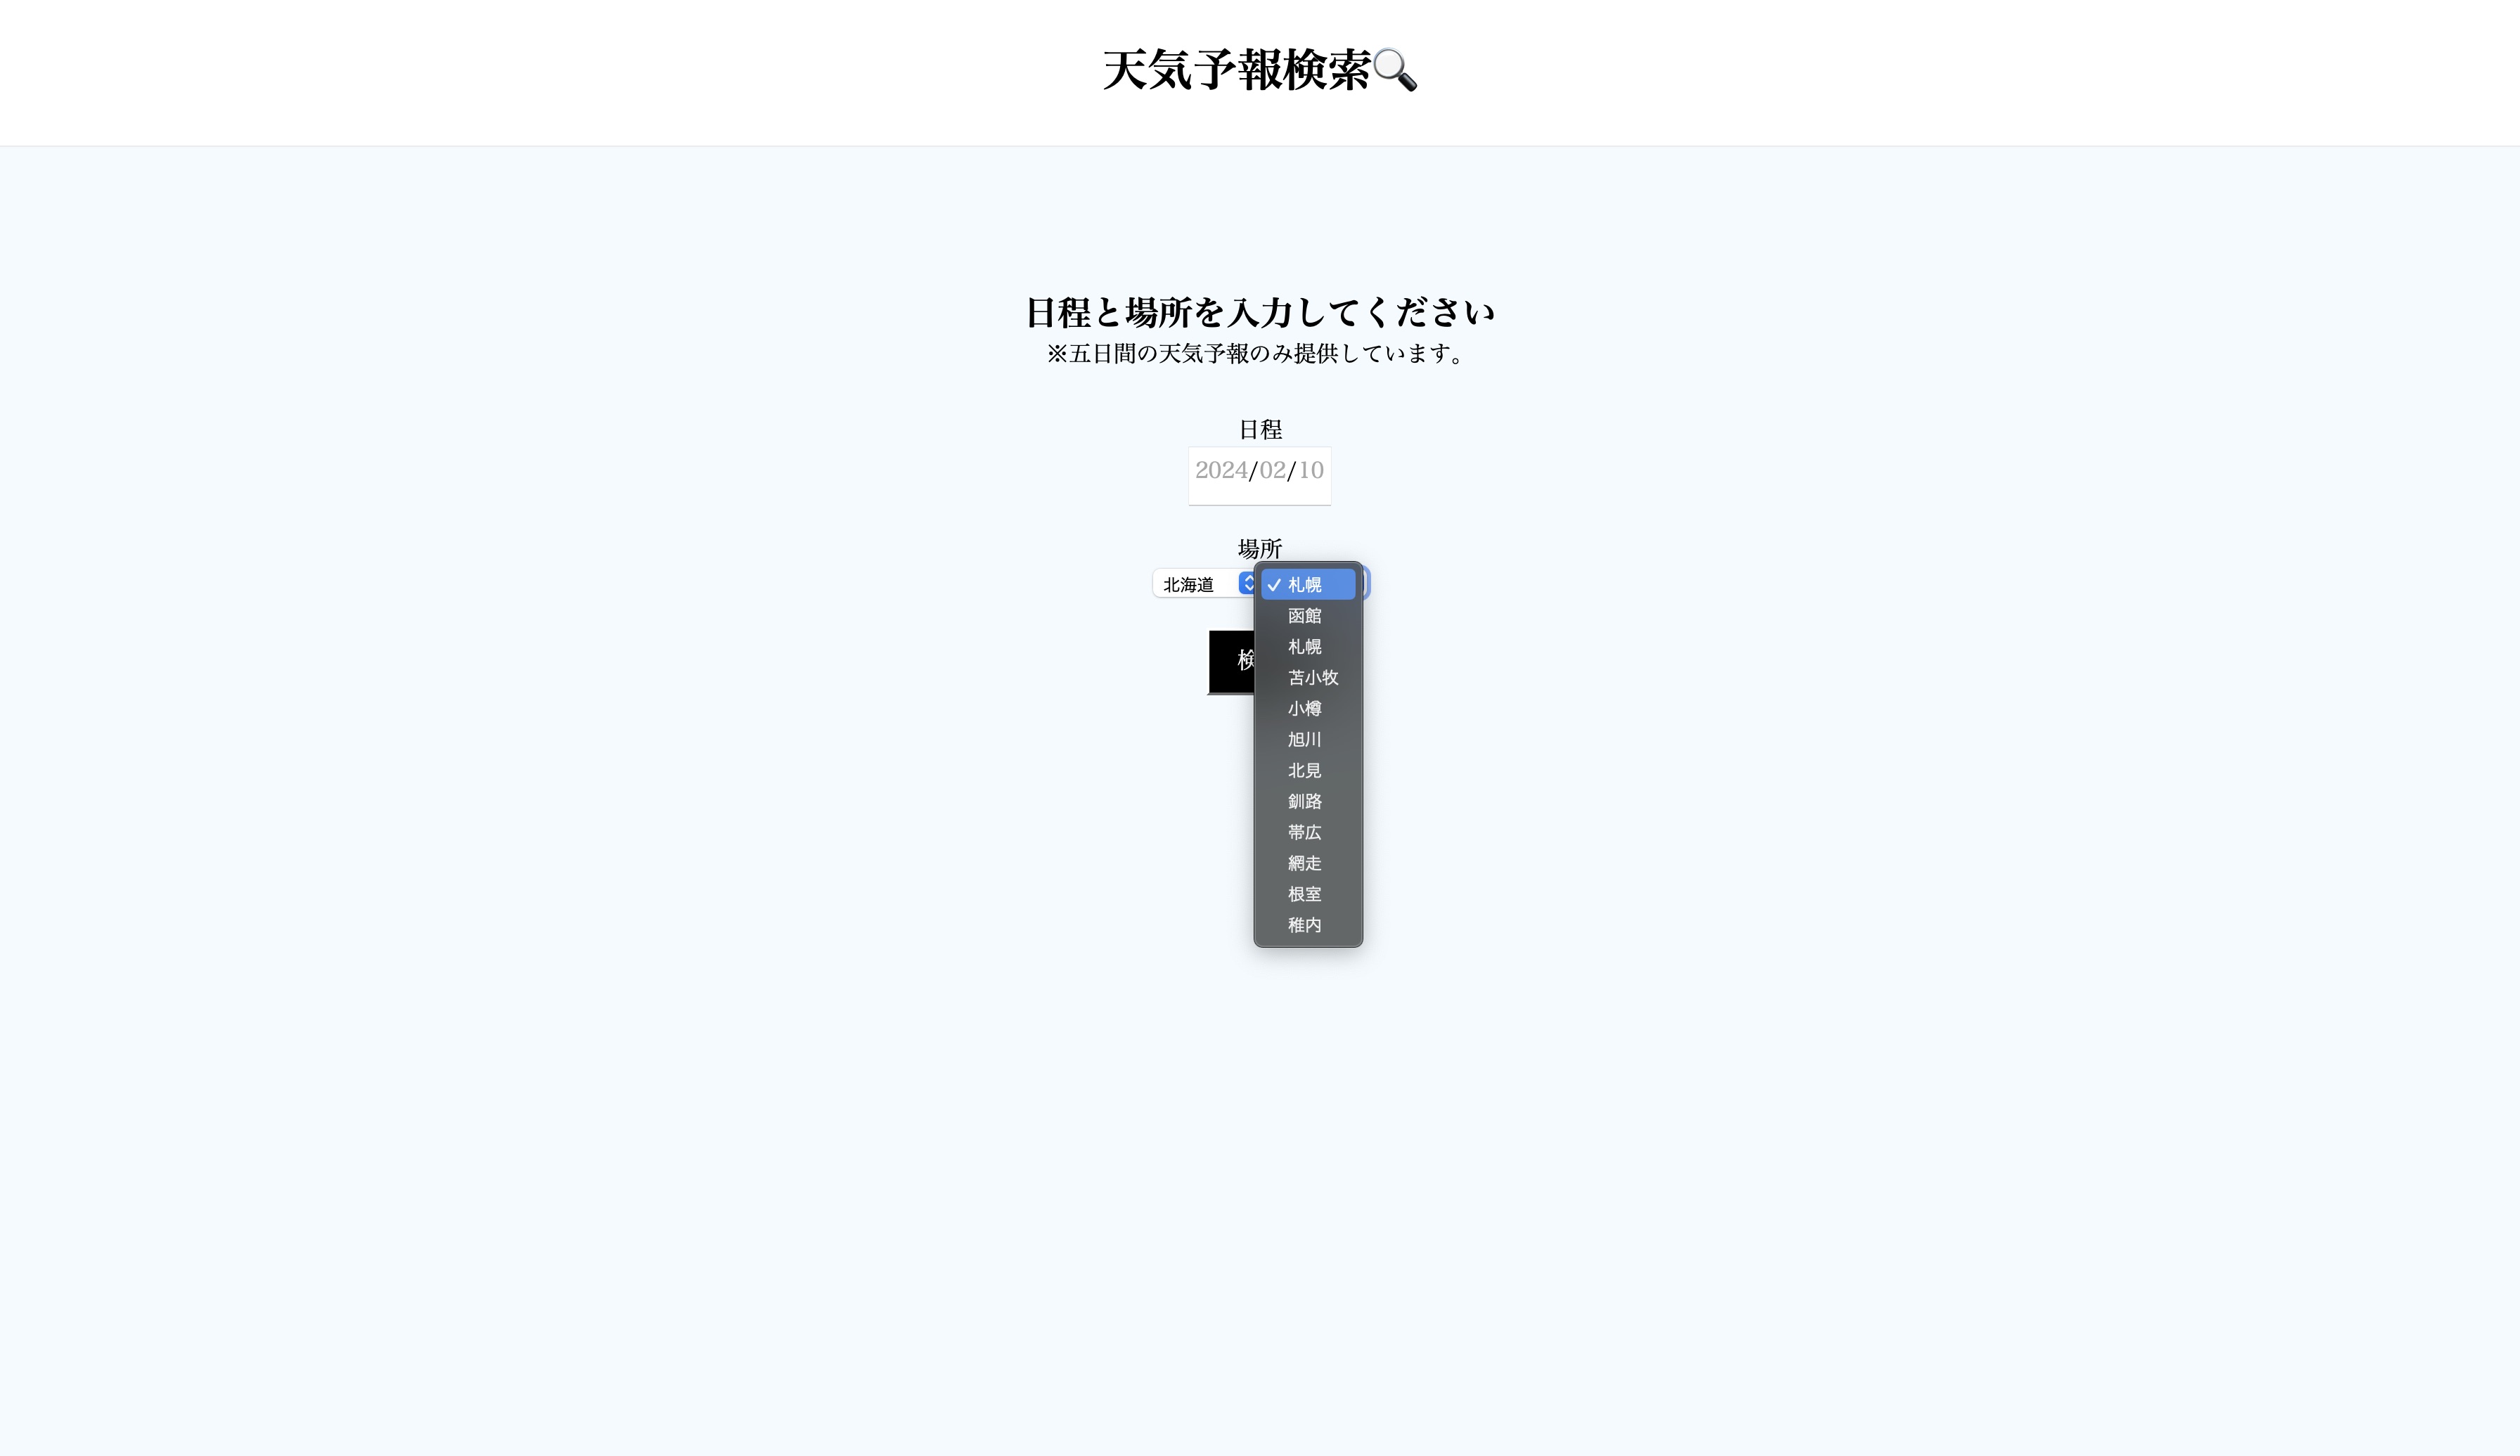 天気予報検索🔍
日程と場所を入力してください
※五日間の天気予報のみ提供しています。
日程
2024/02/10
場所
北海道
✓ 札幌
函館
札幌
苫小牧
小樽
旭川
北見
釧路
帯広
網走
根室
稚内
検